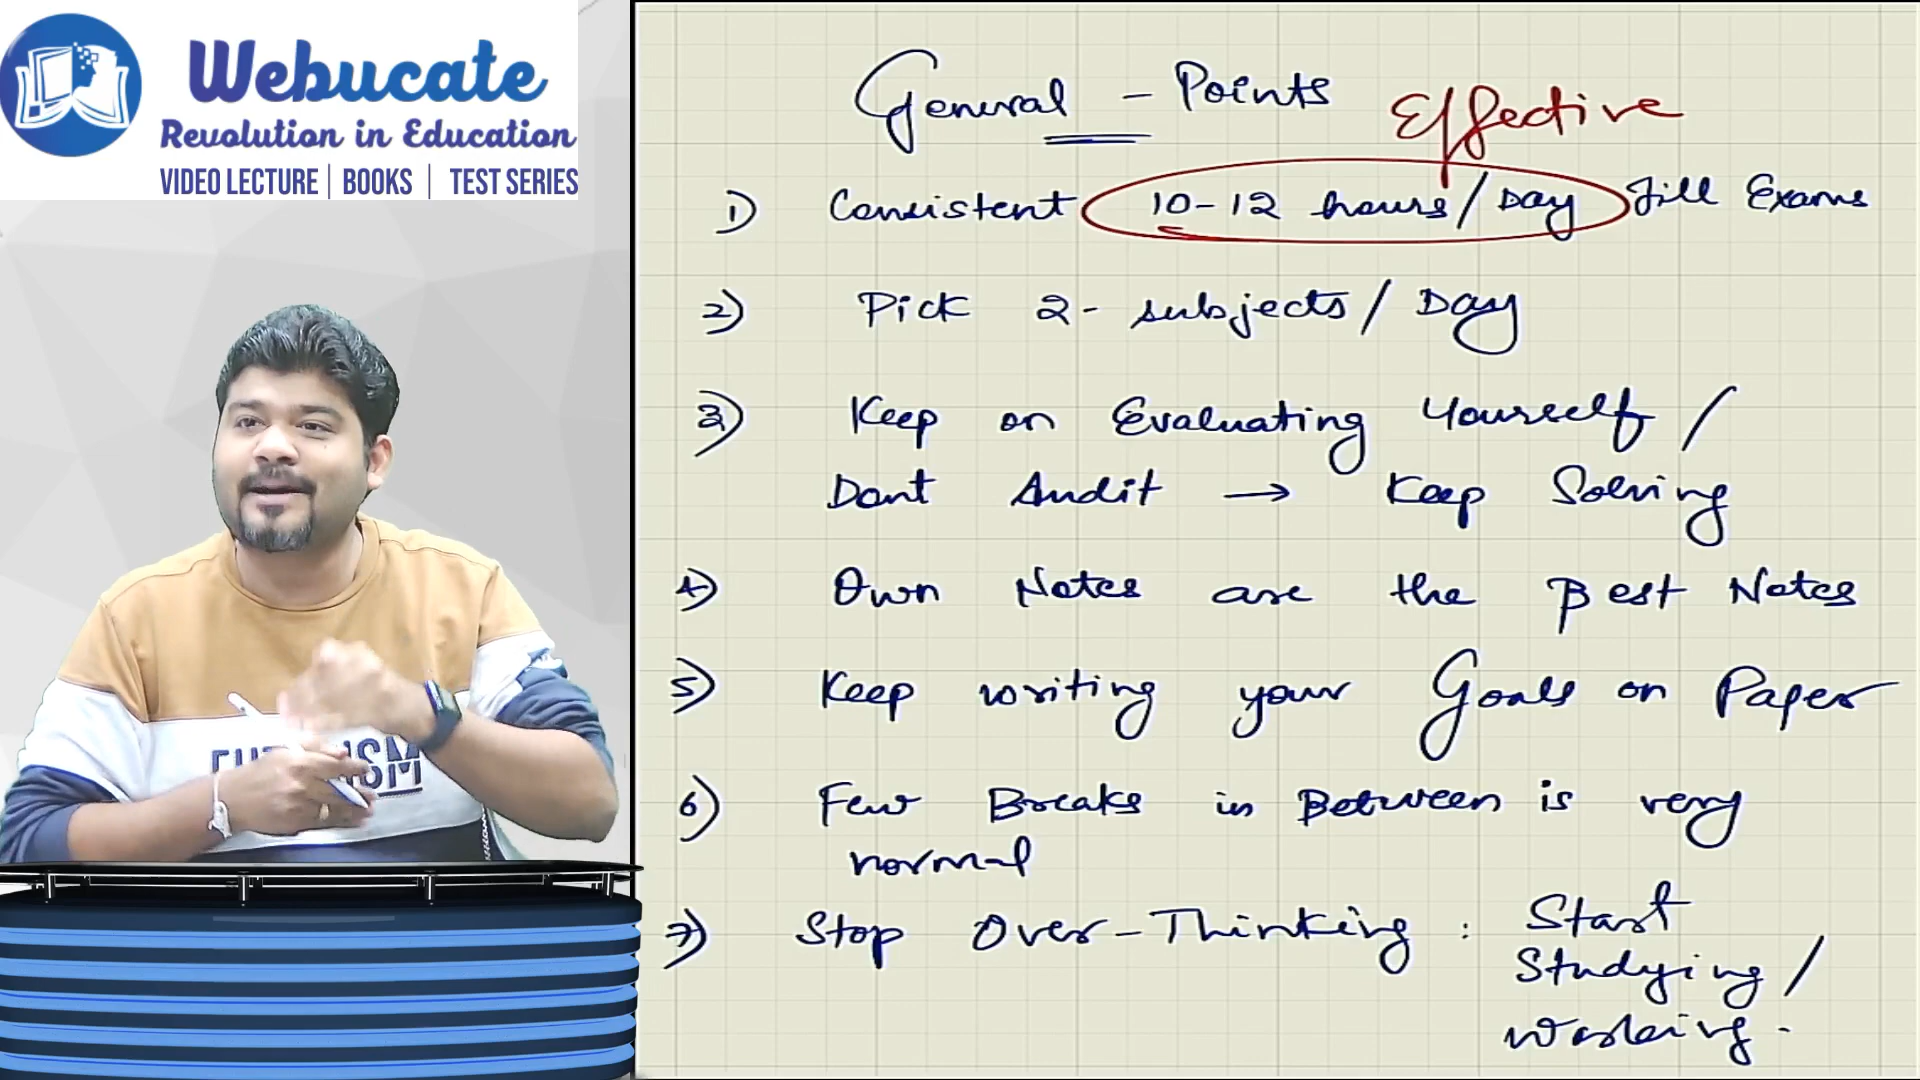 Webucate
Revolution in Education
VIDEO LECTURE | BOOKS | TEST SERIES
General - Points
Effective
1) Consistent 10-12 hours/Day Till Exams
2) Pick 2 - subjects / Day
3) Keep on Evaluating Yourself /
Dont Audit → Keep Solving
4) Own Notes are the Best Notes
5) Keep writing your Goals on Paper
6) Few Breaks in Between is very
normal
7) Stop Over-Thinking : Start
Studying /
Working.